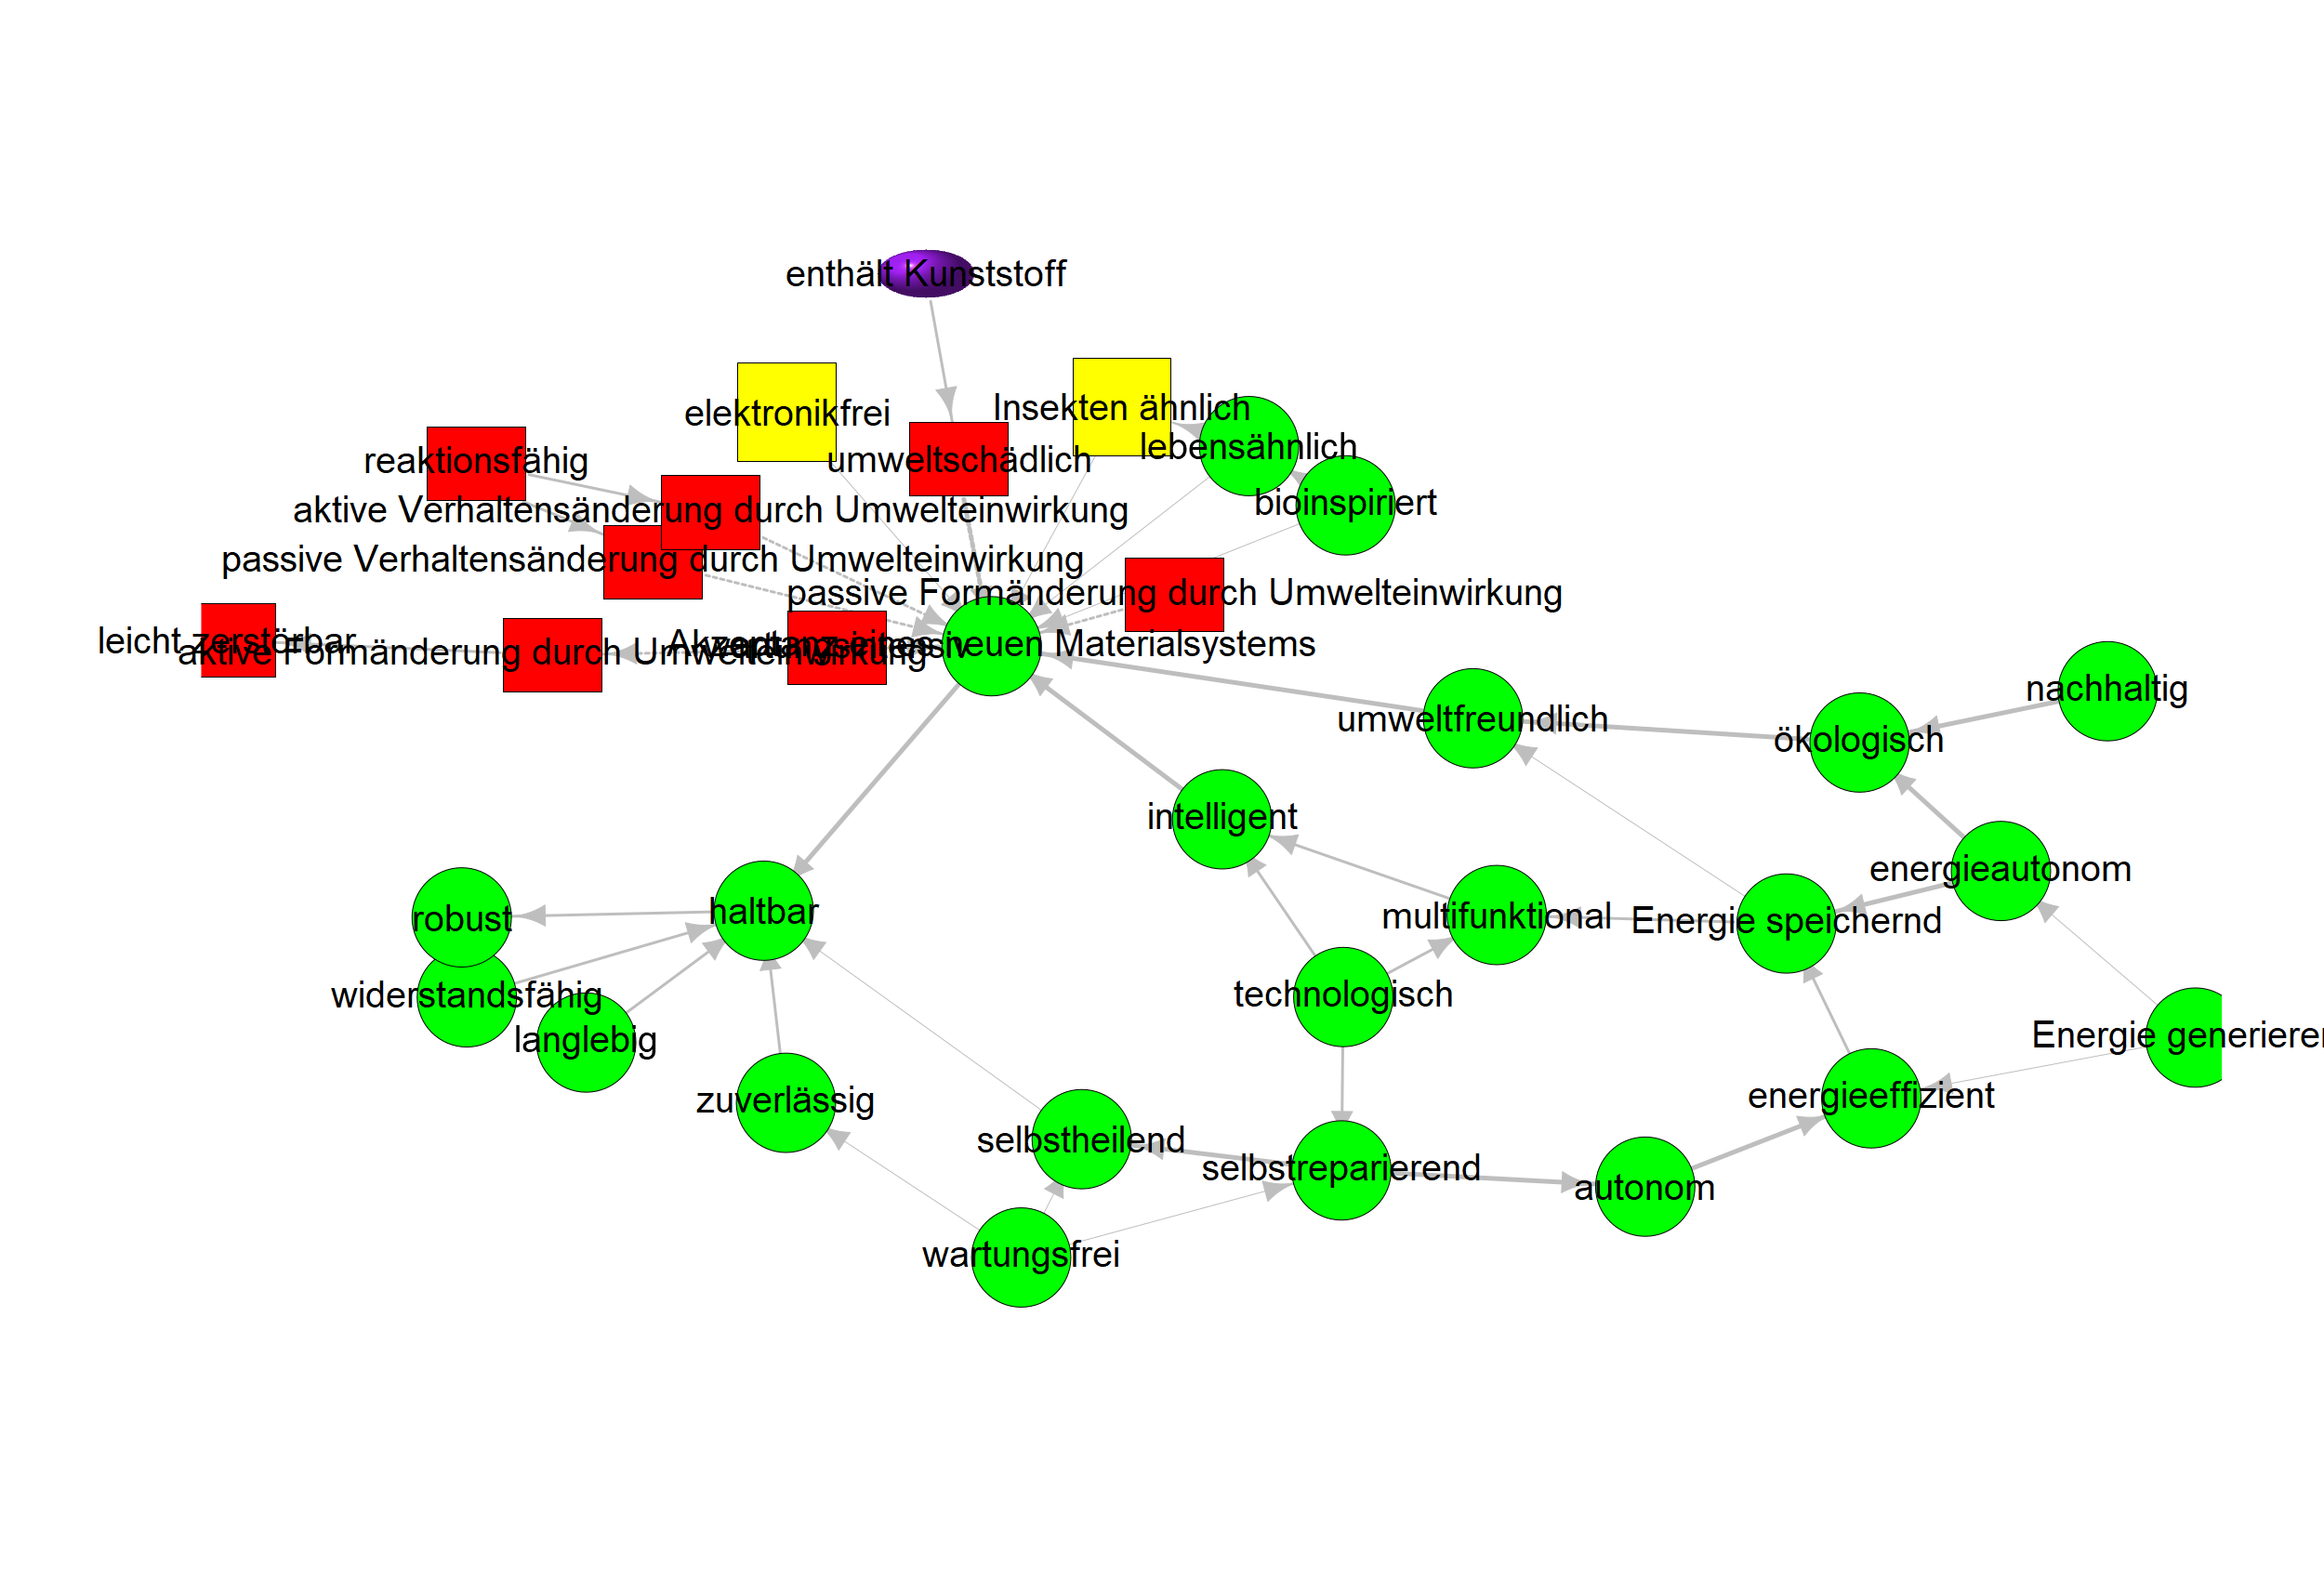 enthält Kunststoff
Insekten ähnlich
elektronikfrei
lebensähnlich
umweltschädlich
reaktionsfähig
bioinspiriert
aktive Verhaltensänderung durch Umwelteinwirkung
passive Verhaltensänderung durch Umwelteinwirkung
passive Formänderung durch Umwelteinwirkung
leicht zerstörbar
Akzeptanz eines neuen Materialsystems
wartungsintensiv
aktive Formänderung durch Umwelteinwirkung
nachhaltig
umweltfreundlich
ökologisch
intelligent
energieautonom
haltbar
multifunktional
robust
Energie speichernd
technologisch
widerstandsfähig
langlebig
Energie generieren
energieeffizient
zuverlässig
selbstheilend
selbstreparierend
autonom
wartungsfrei